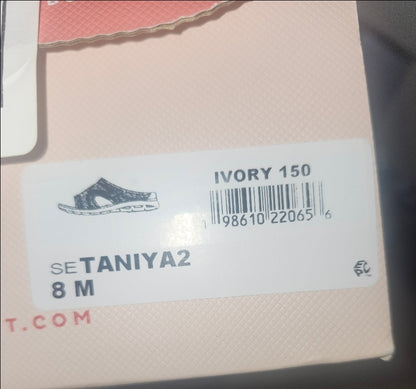 IVORY 150
98610 22065 6
SETANIYA2
8 M
T.COM